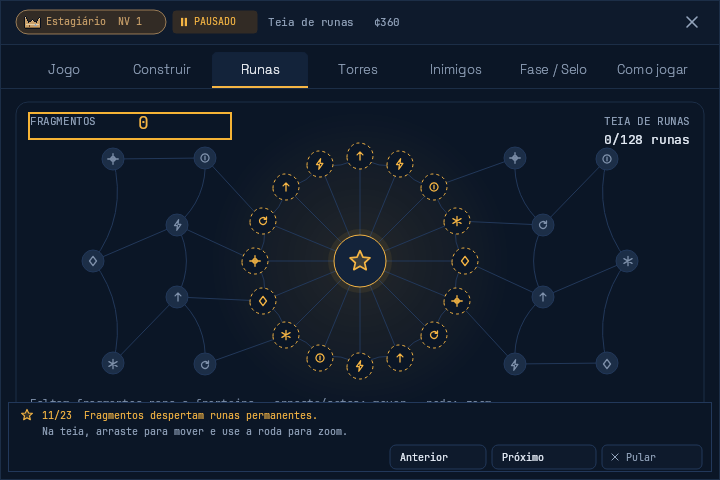 Estagiário NV 1
PAUSADO
Teia de runas $360
Jogo
Construir
Runas
Torres
Inimigos
Fase / Selo
Como jogar
FRAGMENTOS 0
TEIA DE RUNAS
0/128 runas
11/23 Fragmentos despertam runas permanentes.
Na teia, arraste para mover e use a roda para zoom.
Anterior
Próximo
Pular